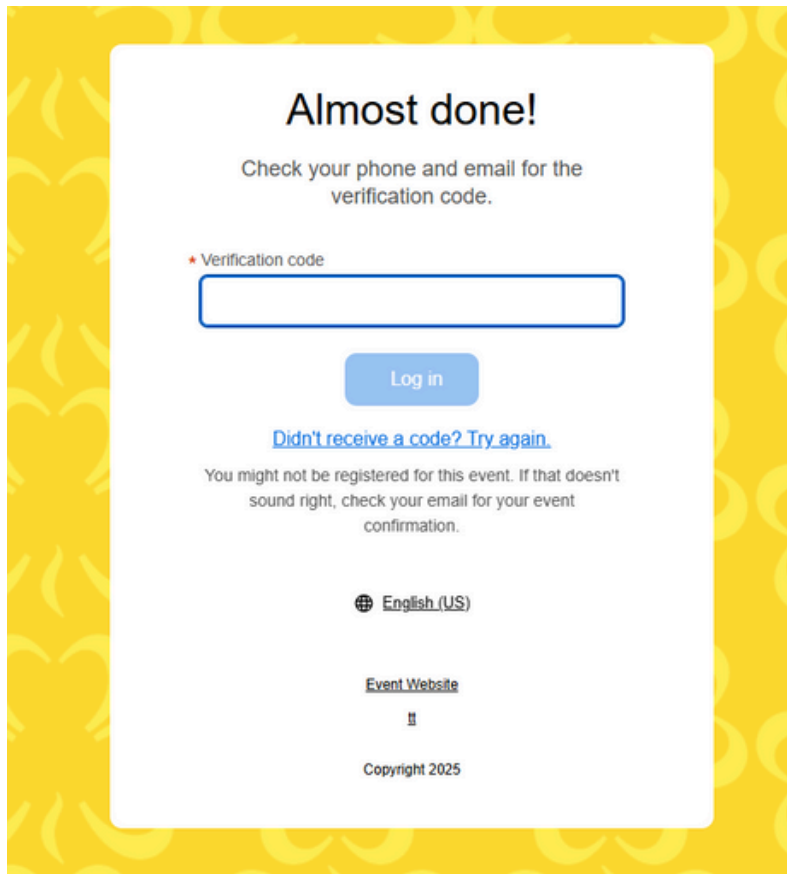 Almost done!
Check your phone and email for the
verification code.
* Verification code
Log in
Didn't receive a code? Try again.
You might not be registered for this event. If that doesn't
sound right, check your email for your event
confirmation.
English (US)
Event Website
tt
Copyright 2025